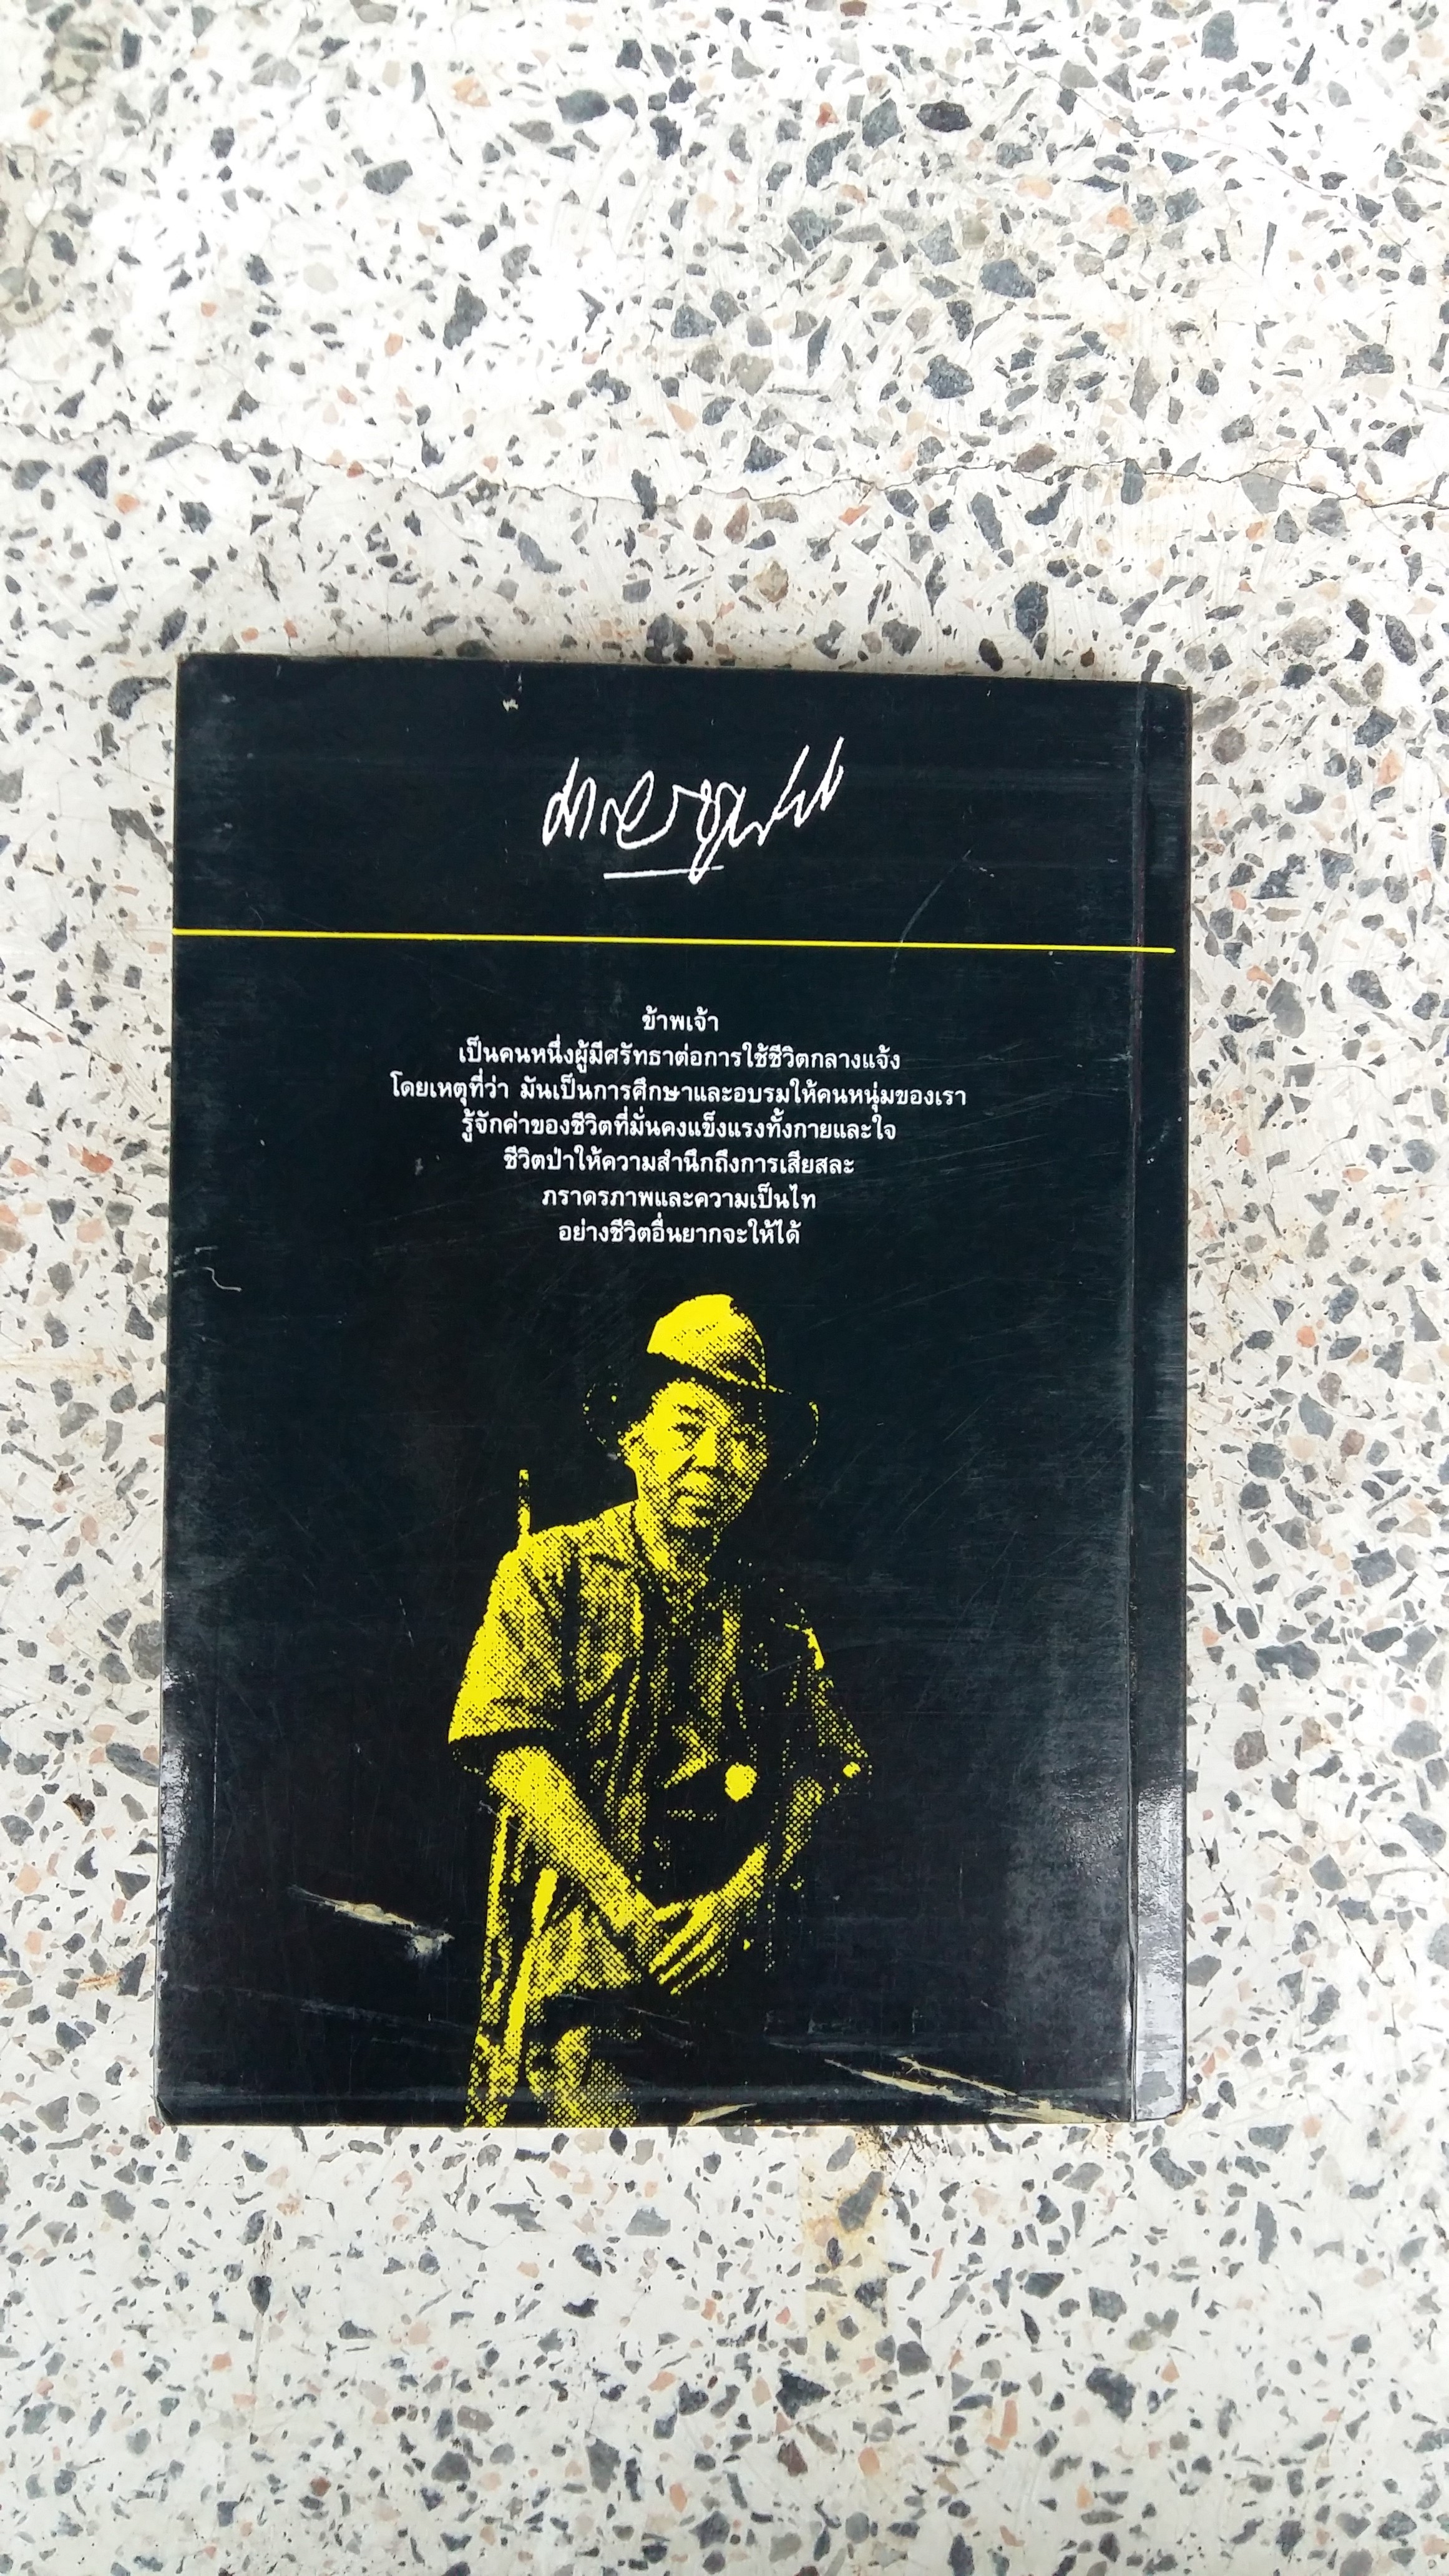 ข้าพเจ้า
เป็นคนหนึ่งผู้มีศรัทธาต่อการใช้ชีวิตกลางแจ้ง
โดยเหตุที่ว่า มันเป็นการศึกษาและอบรมให้คนหนุ่มของเรา
รู้จักค่าของชีวิตที่มั่นคงแข็งแรงทั้งกายและใจ
ชีวิตป่าให้ความสำนึกถึงการเสียสละ
ภราดรภาพและความเป็นไท
อย่างชีวิตอื่นยากจะให้ได้